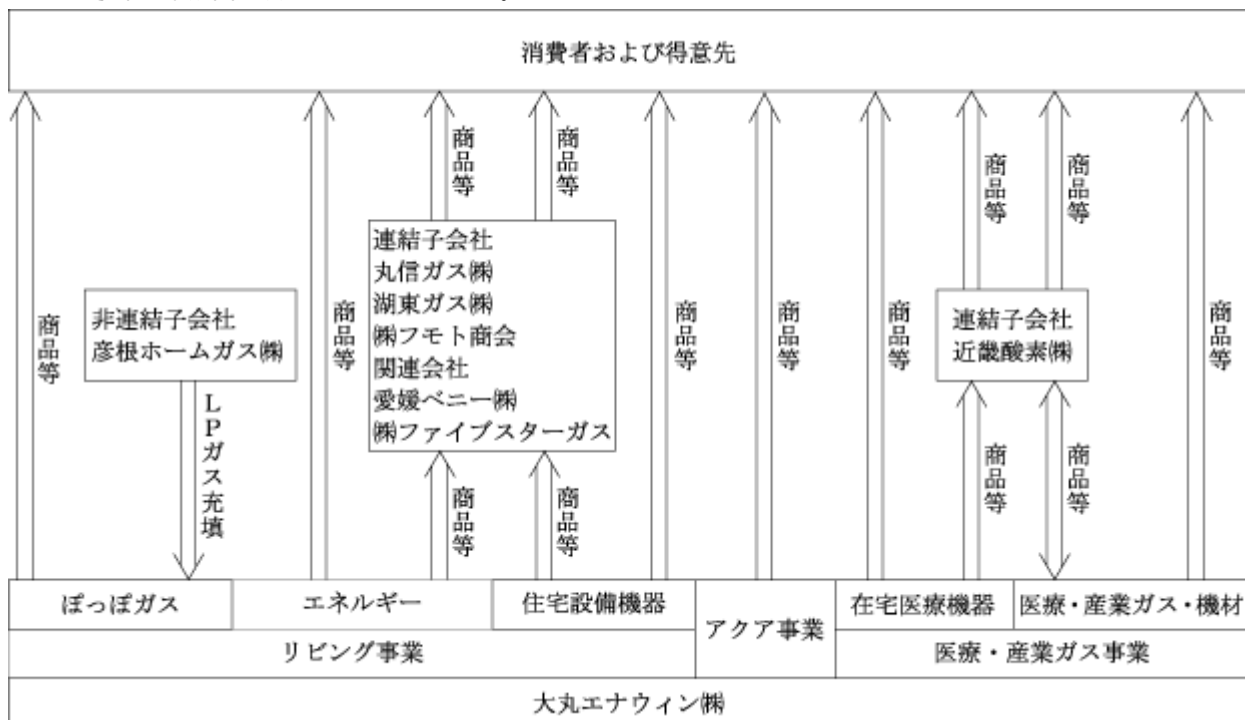 消費者および得意先
商品等
商品等
商品等
商品等
連結子会社
丸信ガス㈱
湖東ガス㈱
㈱フモト商会
関連会社
愛媛ベニー㈱
㈱ファイブスターガス
非連結子会社
彦根ホームガス㈱
連結子会社
近畿酸素㈱
商品等
商品等
商品等
商品等
商品等
商品等
商品等
LPガス充填
商品等
商品等
商品等
商品等
ぽっぽガス
エネルギー
住宅設備機器
アクア事業
在宅医療機器
医療・産業ガス・機材
リビング事業
医療・産業ガス事業
大丸エナウィン㈱